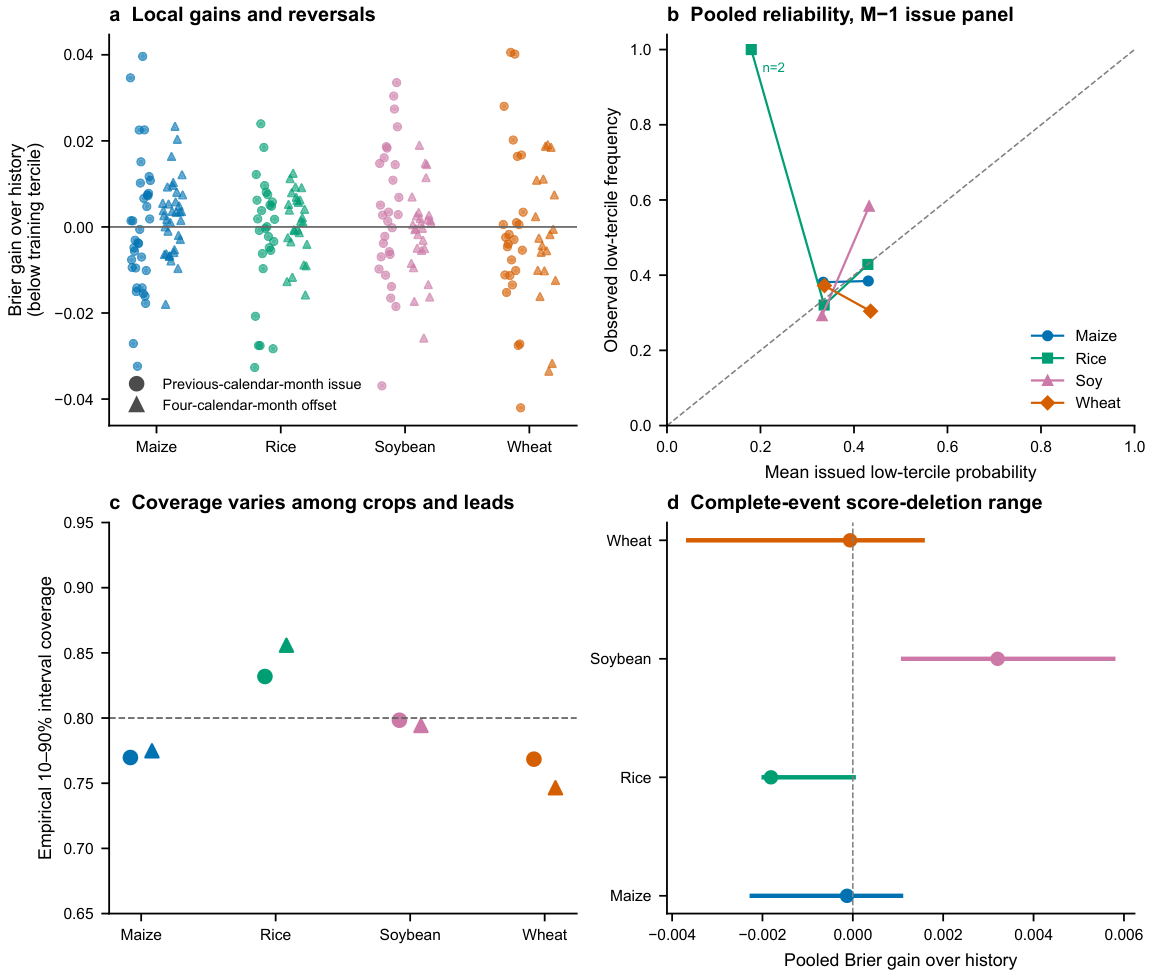 a Local gains and reversals
Brier gain over history
(below training tercile)
0.04
0.02
0.00
−0.02
−0.04
Previous-calendar-month issue
Four-calendar-month offset
Maize
Rice
Soybean
Wheat
b Pooled reliability, M−1 issue panel
Observed low-tercile frequency
1.0
0.8
0.6
0.4
0.2
0.0
n=2
Maize
Rice
Soy
Wheat
0.0
0.2
0.4
0.6
0.8
1.0
Mean issued low-tercile probability
c Coverage varies among crops and leads
Empirical 10–90% interval coverage
0.95
0.90
0.85
0.80
0.75
0.70
0.65
Maize
Rice
Soybean
Wheat
d Complete-event score-deletion range
Wheat
Soybean
Rice
Maize
−0.004
−0.002
0.000
0.002
0.004
0.006
Pooled Brier gain over history